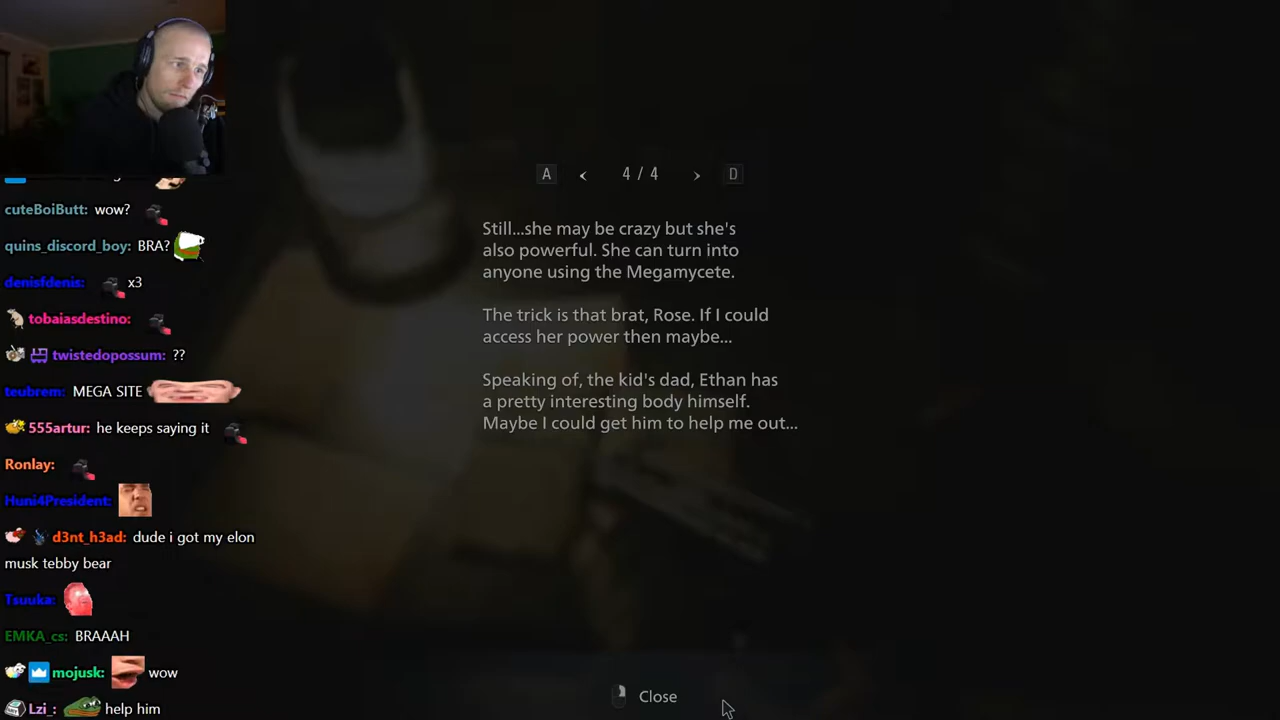 cuteBoiButt: wow?
quins_discord_boy: BRA?
denisfdenis: x3
tobaiasdestino:
twistedopossum: ??
teubrem: MEGA SITE
555artur: he keeps saying it
Ronlay:
Huni4President:
d3nt_h3ad: dude i got my elon
musk tebby bear
Tsuuka:
EMKA_cs: BRAAAH
mojusk: wow
Lzi_: help him
A < 4 / 4 > D
Still...she may be crazy but she's
also powerful. She can turn into
anyone using the Megamycete.
The trick is that brat, Rose. If I could
access her power then maybe...
Speaking of, the kid's dad, Ethan has
a pretty interesting body himself.
Maybe I could get him to help me out...
Close